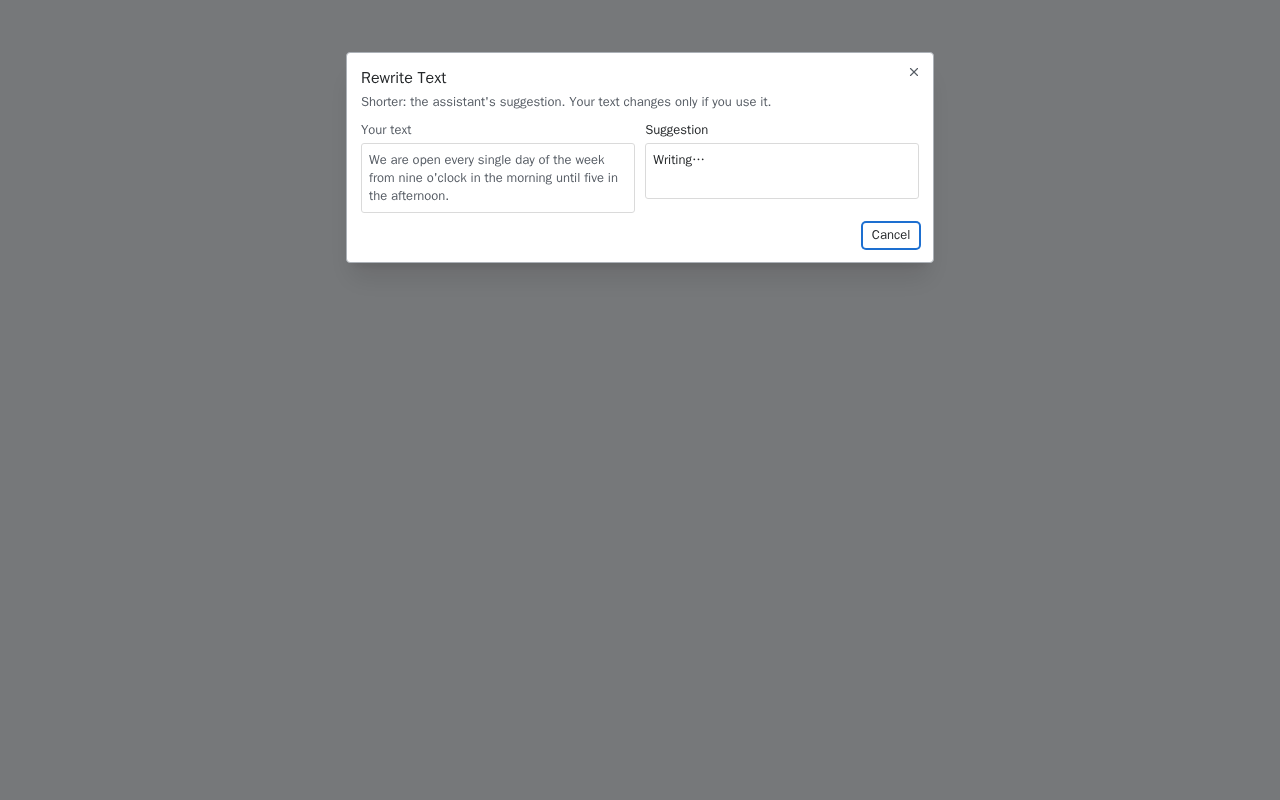 Rewrite Text
Shorter: the assistant's suggestion. Your text changes only if you use it.
Your text
We are open every single day of the week
from nine o'clock in the morning until five in
the afternoon.
Suggestion
Writing⋯
Cancel